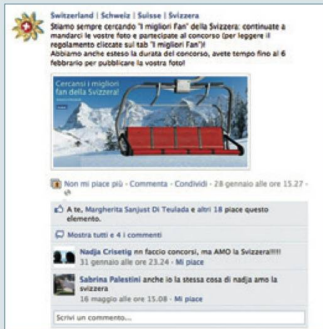 Switzerland | Schweiz | Suisse | Svizzera
Stiamo sempre cercando "I migliori Fan" della Svizzera: continuate a
mandarci le vostre foto e partecipate al concorso (per leggere il
regolamento cliccate sul tab "I migliori Fan")!
Abbiamo anche esteso la durata del concorso, avete tempo fino al 6
febbrario per pubblicare la vostra foto!
Cercansi i migliori
fan della Svizzera!
Non mi piace più · Commenta · Condividi · 28 gennaio alle ore 15.27 ·
A te, Margherita Sanjust Di Teulada e altri 18 piace questo
elemento.
Mostra tutti e 4 i commenti
Nadja Crisetig nn faccio concorsi, ma AMO la Svizzera!!!!!
31 gennaio alle ore 23.24 · Mi piace
Sabrina Palestini anche io la stessa cosa di nadja amo la
svizzera
16 maggio alle ore 15.08 · Mi piace
Scrivi un commento...